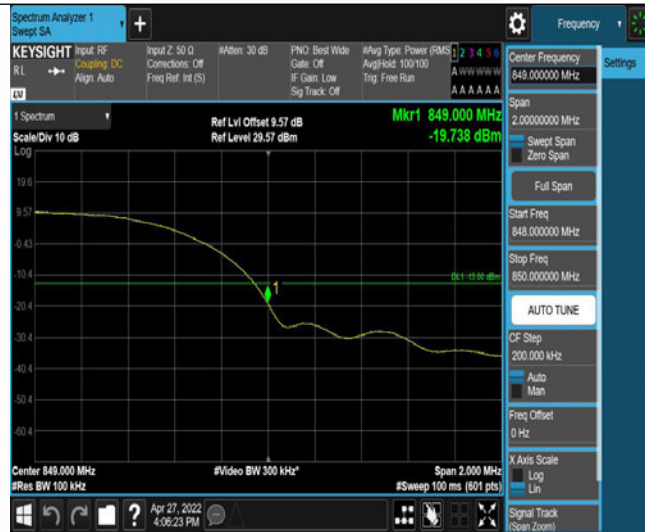 Spectrum Analyzer 1
Swept SA
+
Frequency
KEYSIGHT
RL
Input: RF
Coupling: DC
Align: Auto
Input Z: 50 Ω
Corrections: Off
Freq Ref: Int (S)
#Atten: 30 dB
PNO: Best Wide
Gate: Off
IF Gain: Low
Sig Track: Off
#Avg Type: Power (RMS
Avg|Hold: 100/100
Trig: Free Run
1 2 3 4 5 6
A W W W W W
A A A A A A
LXI
1 Spectrum
Scale/Div 10 dB
Log
Ref Lvl Offset 9.57 dB
Ref Level 29.57 dBm
Mkr1 849.000 MHz
-19.738 dBm
19.6
9.57
-0.43
-10.4
-20.4
-30.4
-40.4
-50.4
-60.4
DL1 -13.00 dBm
1
Center 849.000 MHz
#Res BW 100 kHz
#Video BW 300 kHz*
Span 2.000 MHz
#Sweep 100 ms (601 pts)
Apr 27, 2022
4:06:23 PM
?
Settings
Center Frequency
849.000000 MHz
Span
2.00000000 MHz
Swept Span
Zero Span
Full Span
Start Freq
848.000000 MHz
Stop Freq
850.000000 MHz
AUTO TUNE
CF Step
200.000 kHz
Auto
Man
Freq Offset
0 Hz
X Axis Scale
Log
Lin
Signal Track
(Span Zoom)